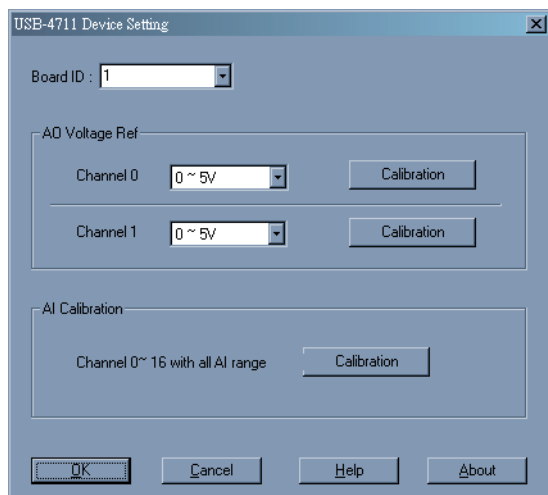 USB-4711 Device Setting
Board ID : 1
AO Voltage Ref
Channel 0 0 ~ 5V Calibration
Channel 1 0 ~ 5V Calibration
AI Calibration
Channel 0~ 16 with all AI range Calibration
OK Cancel Help About